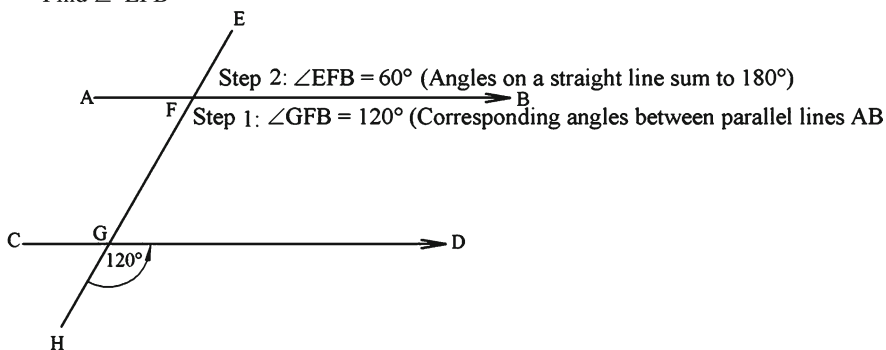 Find ∠ EFB
E
Step 2: ∠EFB = 60° (Angles on a straight line sum to 180°)
A
B
F
Step 1: ∠GFB = 120° (Corresponding angles between parallel lines AB
C
G
D
120°
H